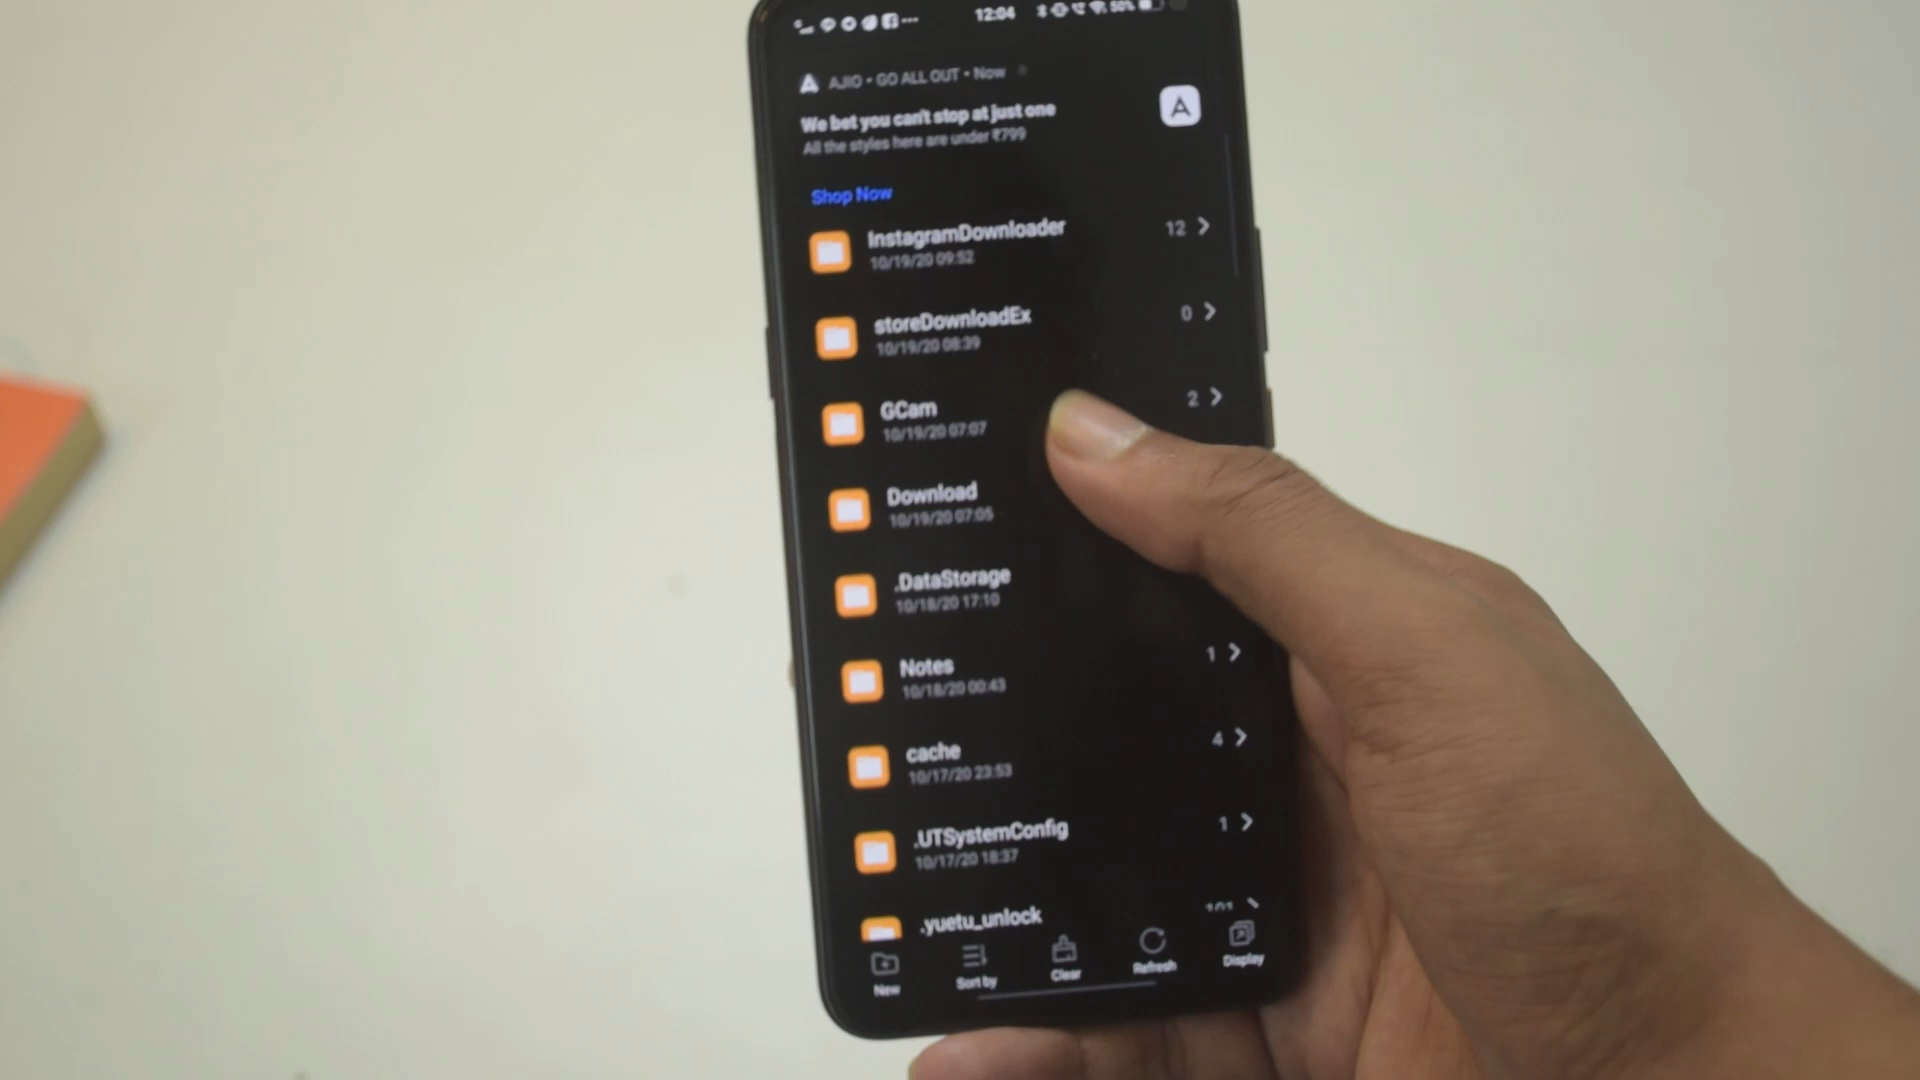 12:04 50%
AJIO • GO ALL OUT • Now
We bet you can't stop at just one
All the styles here are under ₹799
Shop Now
InstagramDownloader 12
10/19/20 09:52
storeDownloadEx 0
10/19/20 08:39
GCam 2
10/19/20 07:07
Download
10/19/20 07:05
.DataStorage
10/18/20 17:10
Notes 1
10/18/20 00:43
cache 4
10/17/20 23:53
.UTSystemConfig 1
10/17/20 18:37
.yuetu_unlock 101
New Sort by Clear Refresh Display